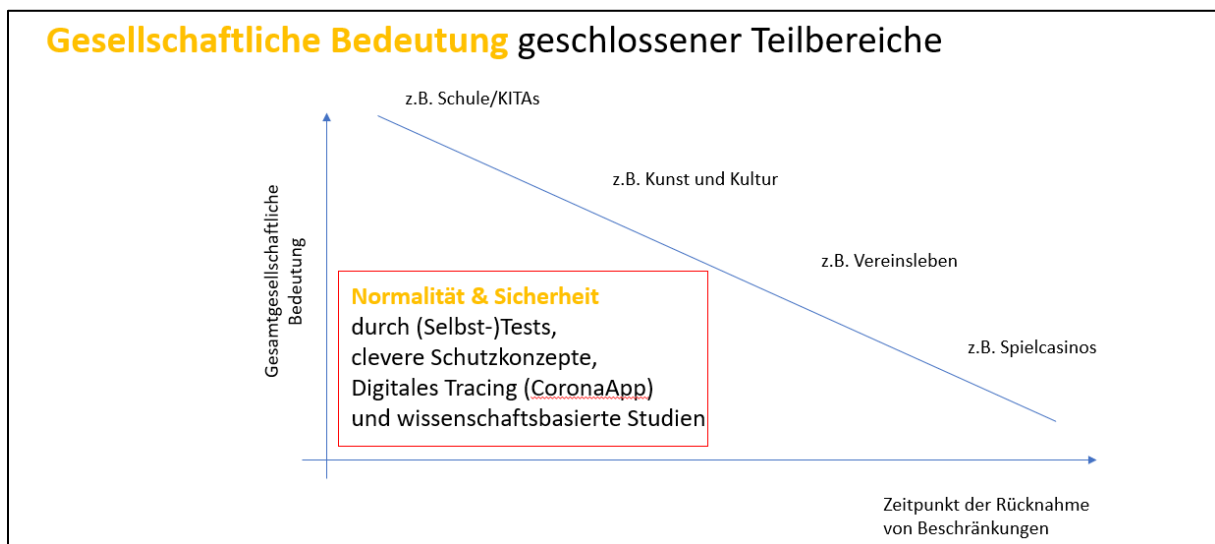 Gesellschaftliche Bedeutung geschlossener Teilbereiche
z.B. Schule/KITAs
z.B. Kunst und Kultur
z.B. Vereinsleben
z.B. Spielcasinos
Gesamtgesellschaftliche
Bedeutung
Normalität & Sicherheit
durch (Selbst-)Tests,
clevere Schutzkonzepte,
Digitales Tracing (CoronaApp)
und wissenschaftsbasierte Studien
Zeitpunkt der Rücknahme
von Beschränkungen